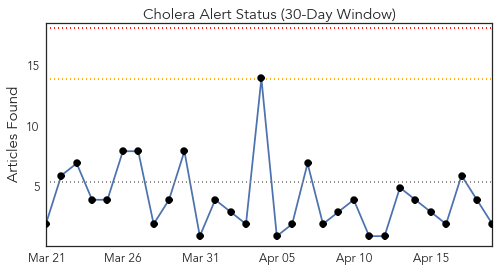 Cholera Alert Status (30-Day Window)
Articles Found
15
10
5
Mar 21 Mar 26 Mar 31 Apr 05 Apr 10 Apr 15